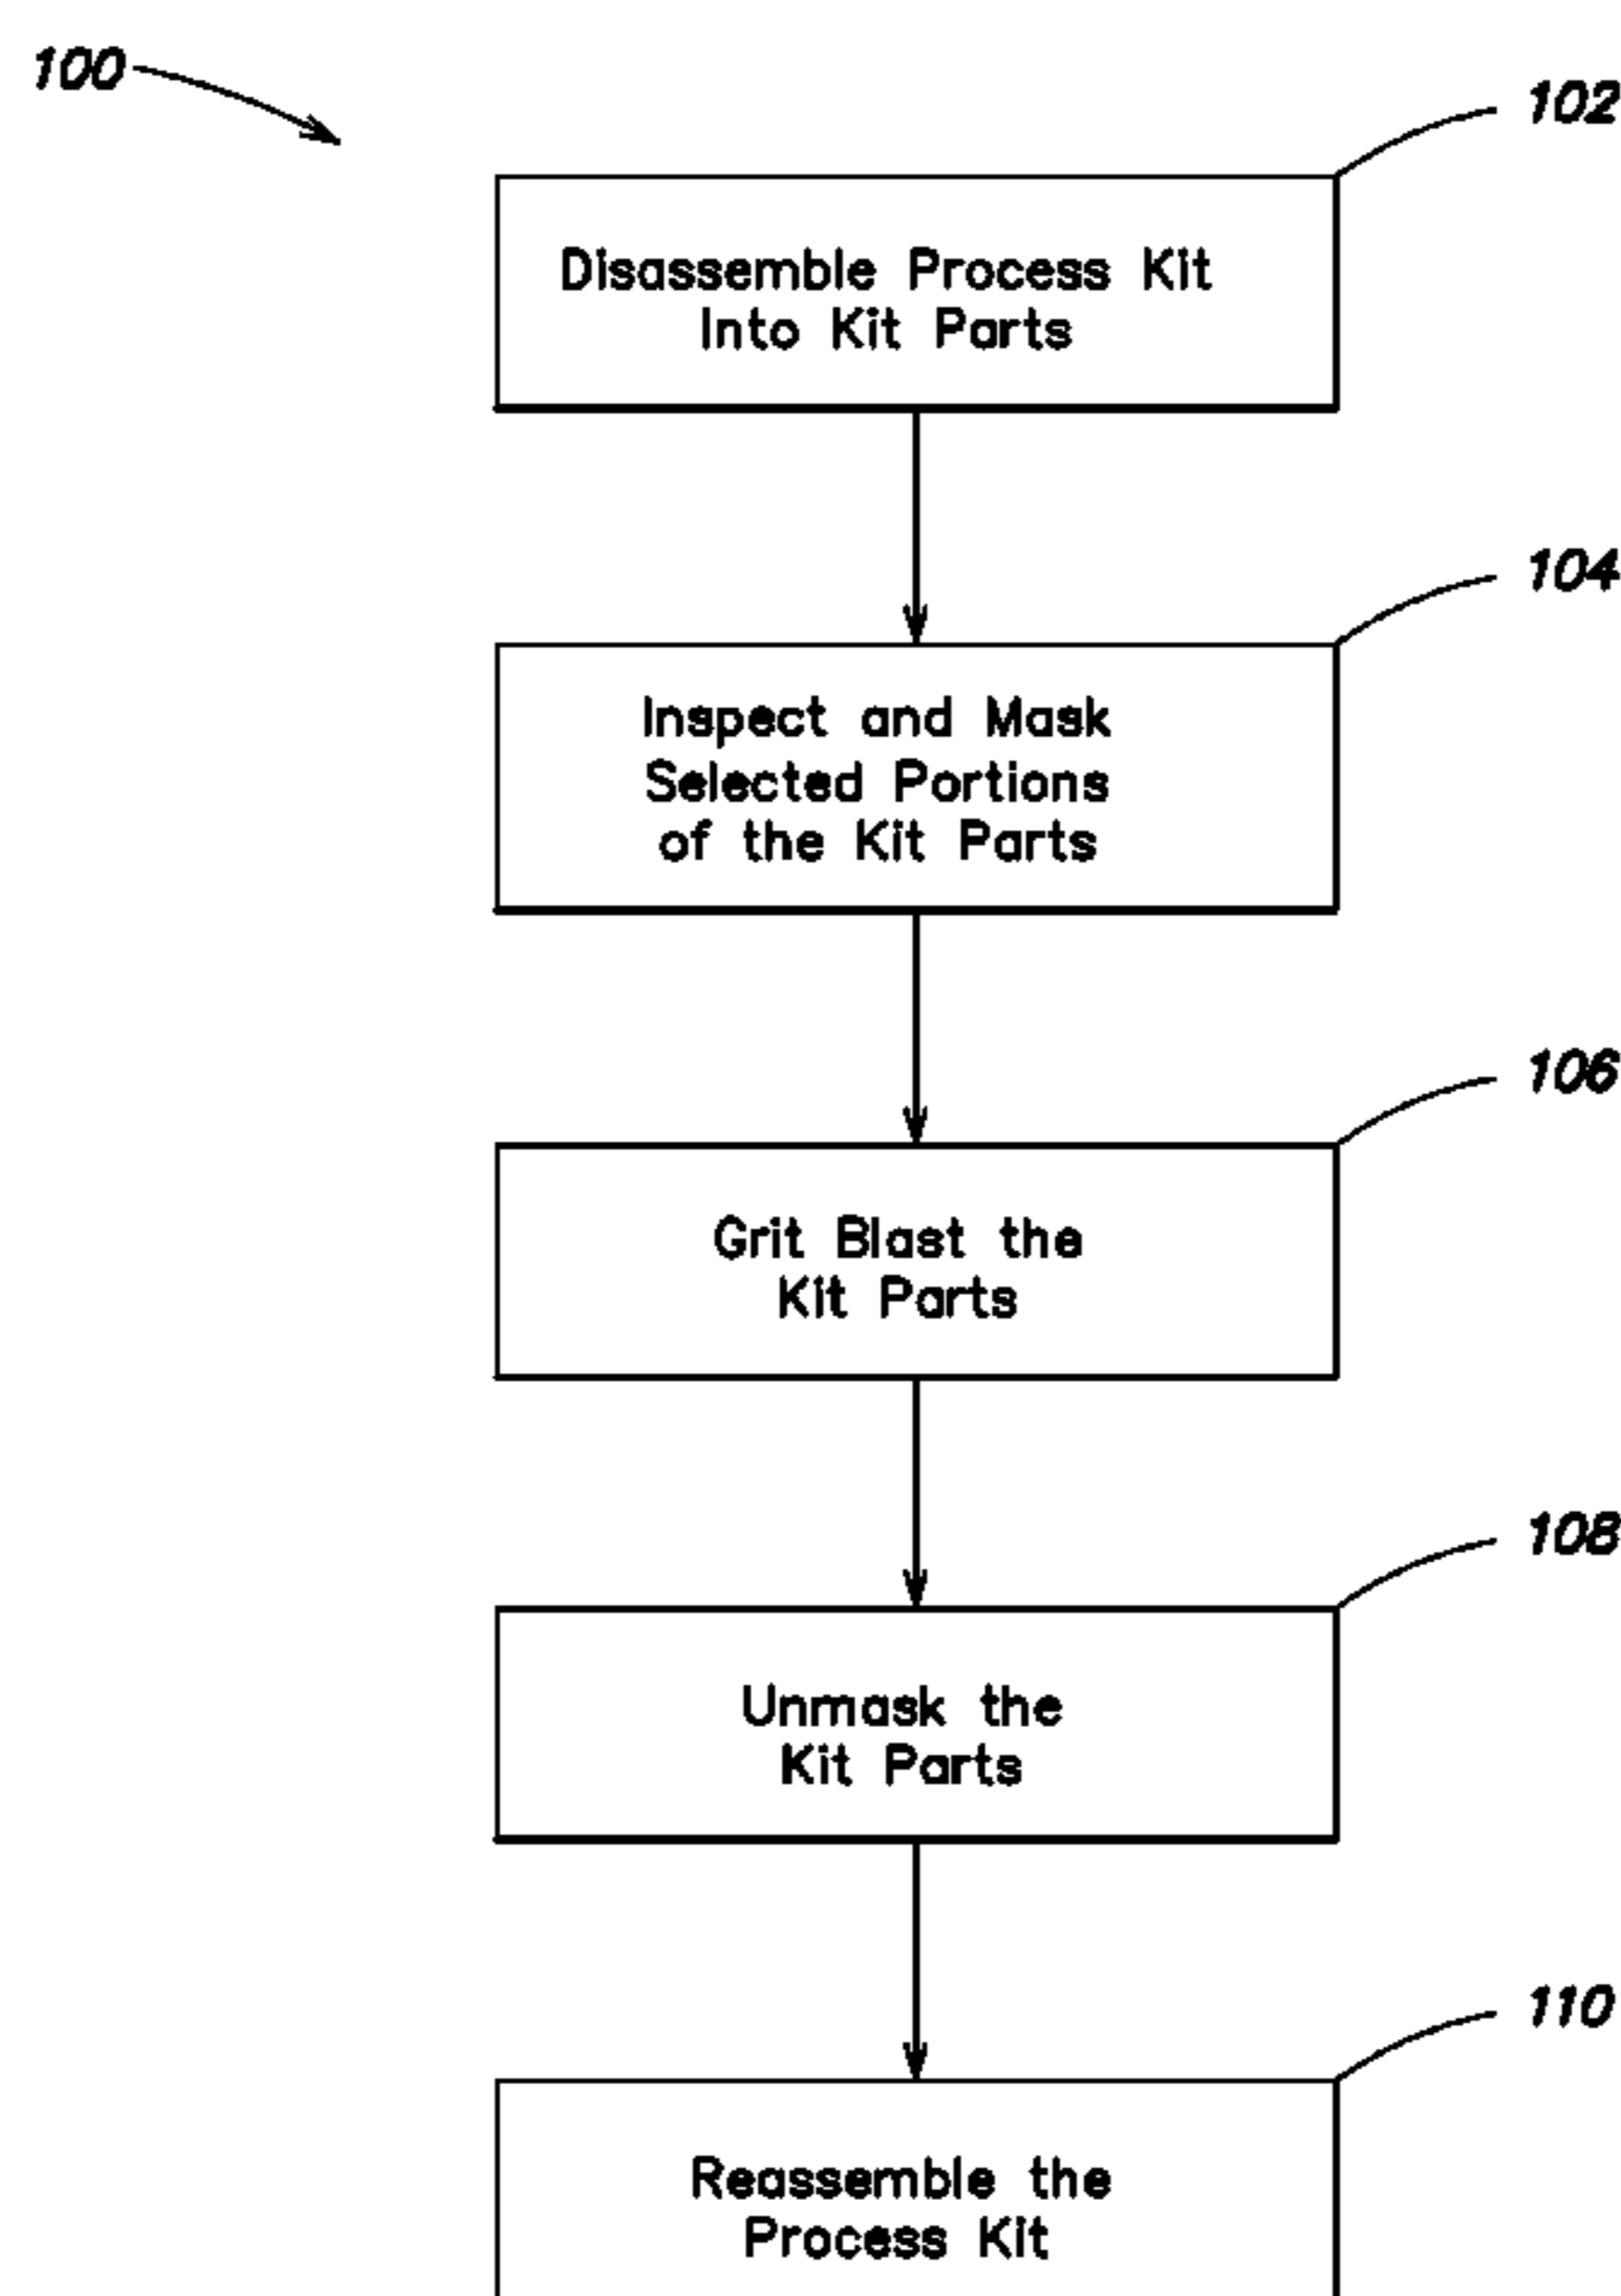 100
102
Disassemble Process Kit
Into Kit Parts
104
Inspect and Mask
Selected Portions
of the Kit Parts
106
Grit Blast the
Kit Parts
108
Unmask the
Kit Parts
110
Reassemble the
Process Kit